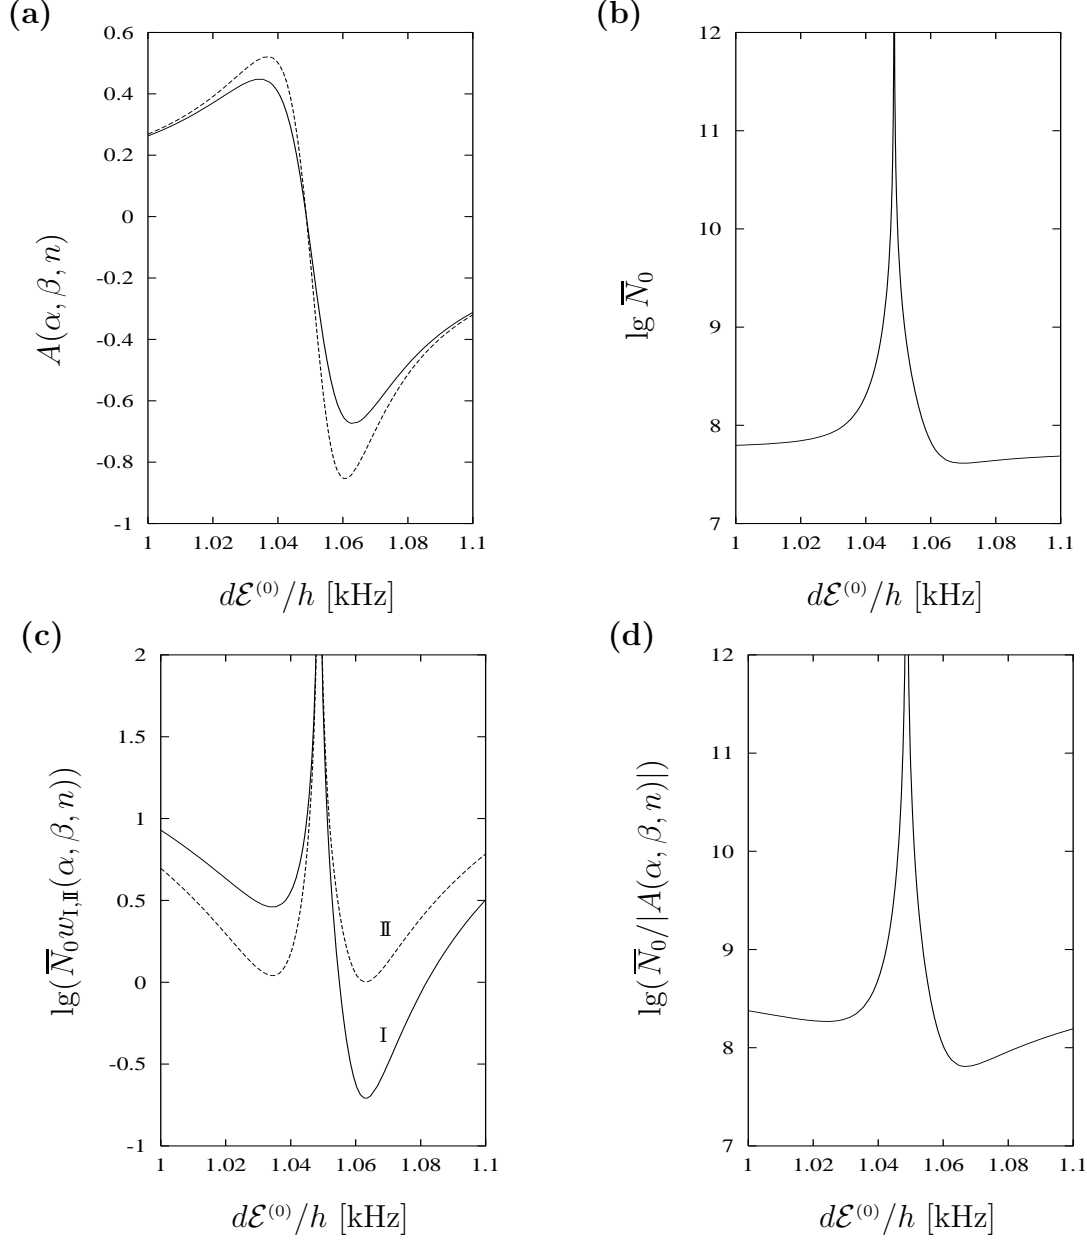 (a)
0.6
0.4
0.2
0
-0.2
-0.4
-0.6
-0.8
-1
A(α, β, n)
1 1.02 1.04 1.06 1.08 1.1
dℰ⁽⁰⁾/h [kHz]
(b)
12
11
10
9
8
7
lg N̅₀
1 1.02 1.04 1.06 1.08 1.1
dℰ⁽⁰⁾/h [kHz]
(c)
2
1.5
1
0.5
0
-0.5
-1
lg(N̅₀w_{I,II}(α, β, n))
II
I
1 1.02 1.04 1.06 1.08 1.1
dℰ⁽⁰⁾/h [kHz]
(d)
12
11
10
9
8
7
lg(N̅₀/|A(α, β, n)|)
1 1.02 1.04 1.06 1.08 1.1
dℰ⁽⁰⁾/h [kHz]